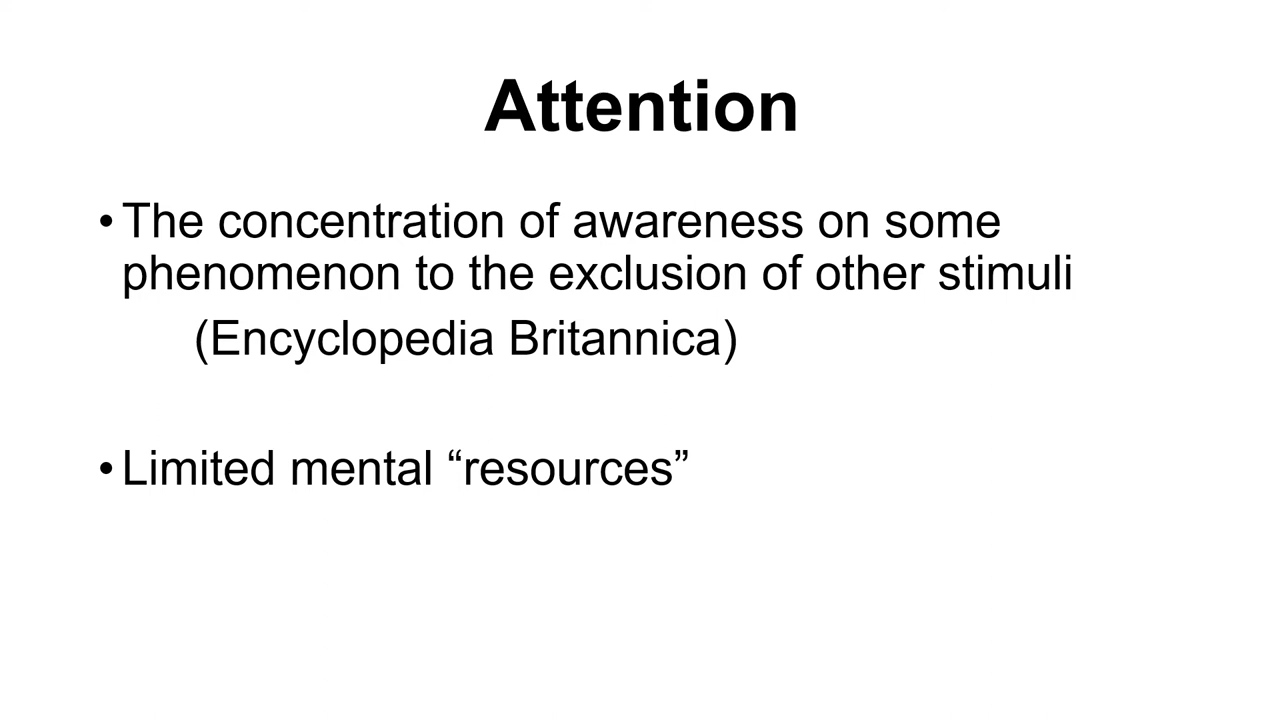 Attention
•The concentration of awareness on some
phenomenon to the exclusion of other stimuli
(Encyclopedia Britannica)
•Limited mental “resources”